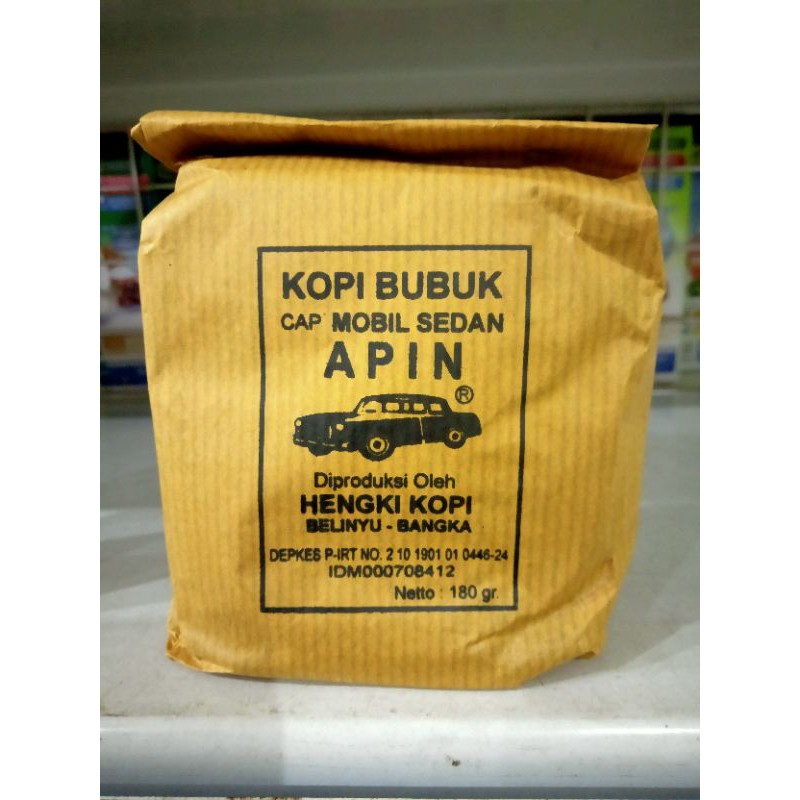 KOPI BUBUK
CAP MOBIL SEDAN
APIN
®
Diproduksi Oleh
HENGKI KOPI
BELINYU - BANGKA
DEPKES P-IRT NO. 2 10 1901 01 0446-24
IDM000708412
Netto : 180 gr.